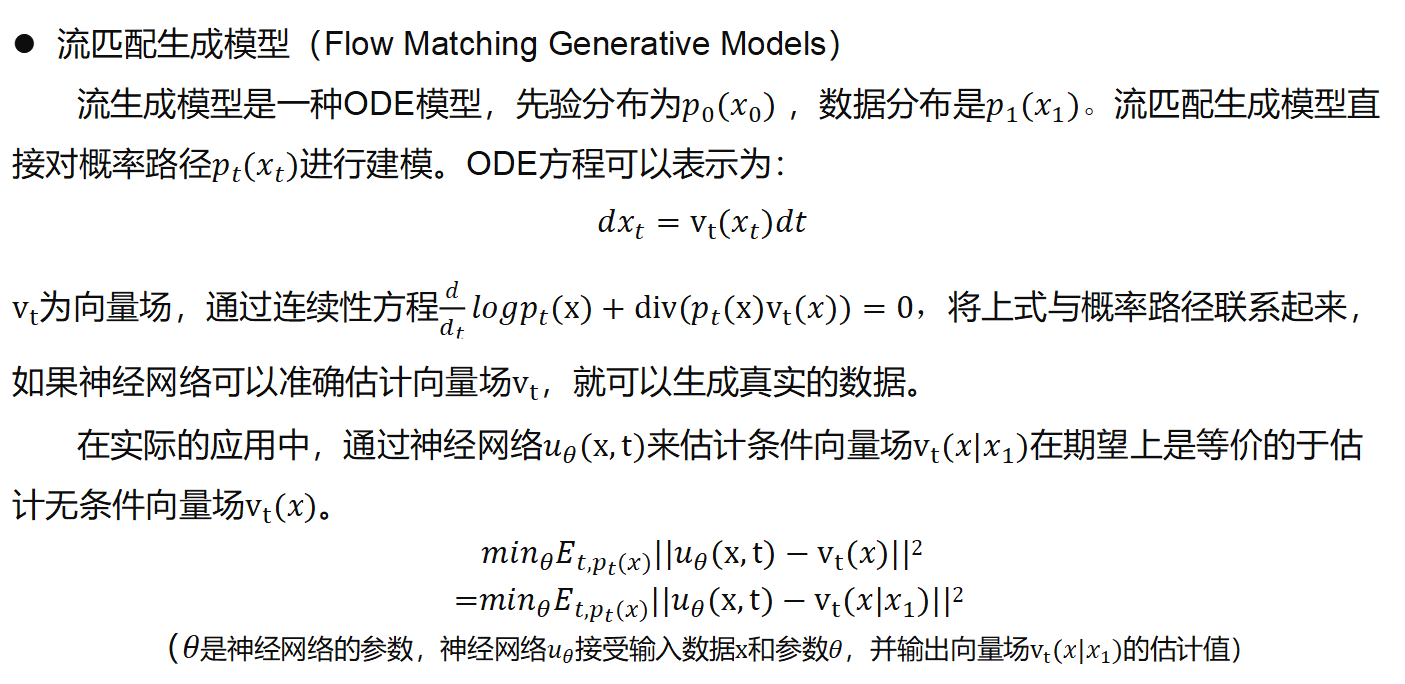 ● 流匹配生成模型（Flow Matching Generative Models）
流生成模型是一种ODE模型，先验分布为𝑝₀(𝑥₀) ，数据分布是𝑝₁(𝑥₁)。流匹配生成模型直
接对概率路径𝑝ₜ(𝑥ₜ)进行建模。ODE方程可以表示为：
𝑑𝑥ₜ = vₜ(𝑥ₜ)𝑑𝑡
vₜ为向量场，通过连续性方程𝑑/𝑑ₜ 𝑙𝑜𝑔𝑝ₜ(x) + div(𝑝ₜ(x)vₜ(𝑥)) = 0，将上式与概率路径联系起来，
如果神经网络可以准确估计向量场vₜ，就可以生成真实的数据。
在实际的应用中，通过神经网络𝑢_𝜃(x, t)来估计条件向量场vₜ(𝑥|𝑥₁)在期望上是等价的于估
计无条件向量场vₜ(𝑥)。
𝑚𝑖𝑛_𝜃𝐸_{𝑡,𝑝ₜ(𝑥)}||𝑢_𝜃(x, t) − vₜ(𝑥)||²
=𝑚𝑖𝑛_𝜃𝐸_{𝑡,𝑝ₜ(𝑥)}||𝑢_𝜃(x, t) − vₜ(𝑥|𝑥₁)||²
（𝜃是神经网络的参数，神经网络𝑢_𝜃接受输入数据x和参数𝜃，并输出向量场vₜ(𝑥|𝑥₁)的估计值）